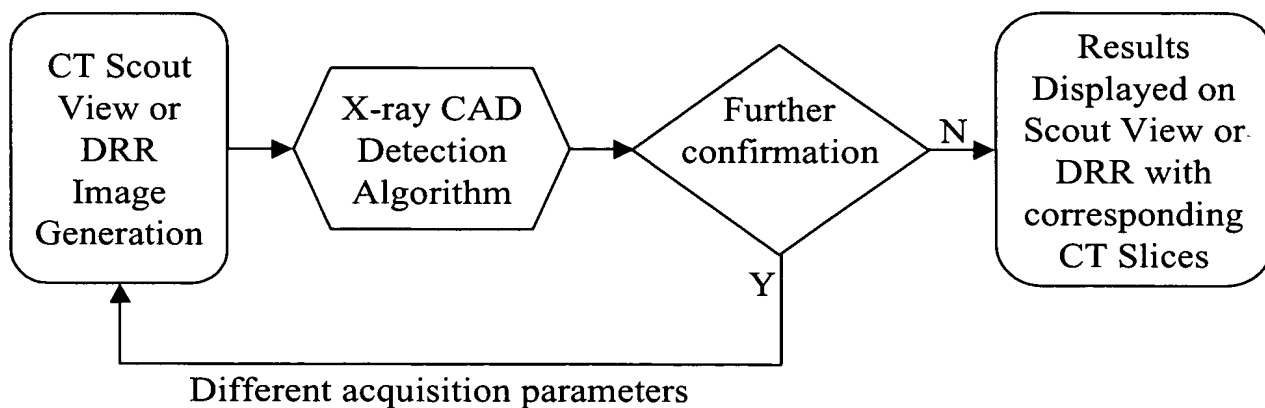 CT Scout
View or
DRR
Image
Generation
X-ray CAD
Detection
Algorithm
Further
confirmation
N
Y
Results
Displayed on
Scout View or
DRR with
corresponding
CT Slices
Different acquisition parameters